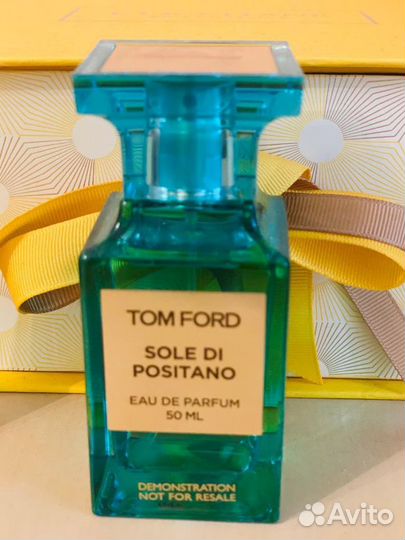 TOM FORD
SOLE DI
POSITANO
EAU DE PARFUM
50 ML
DEMONSTRATION
NOT FOR RESALE
Avito